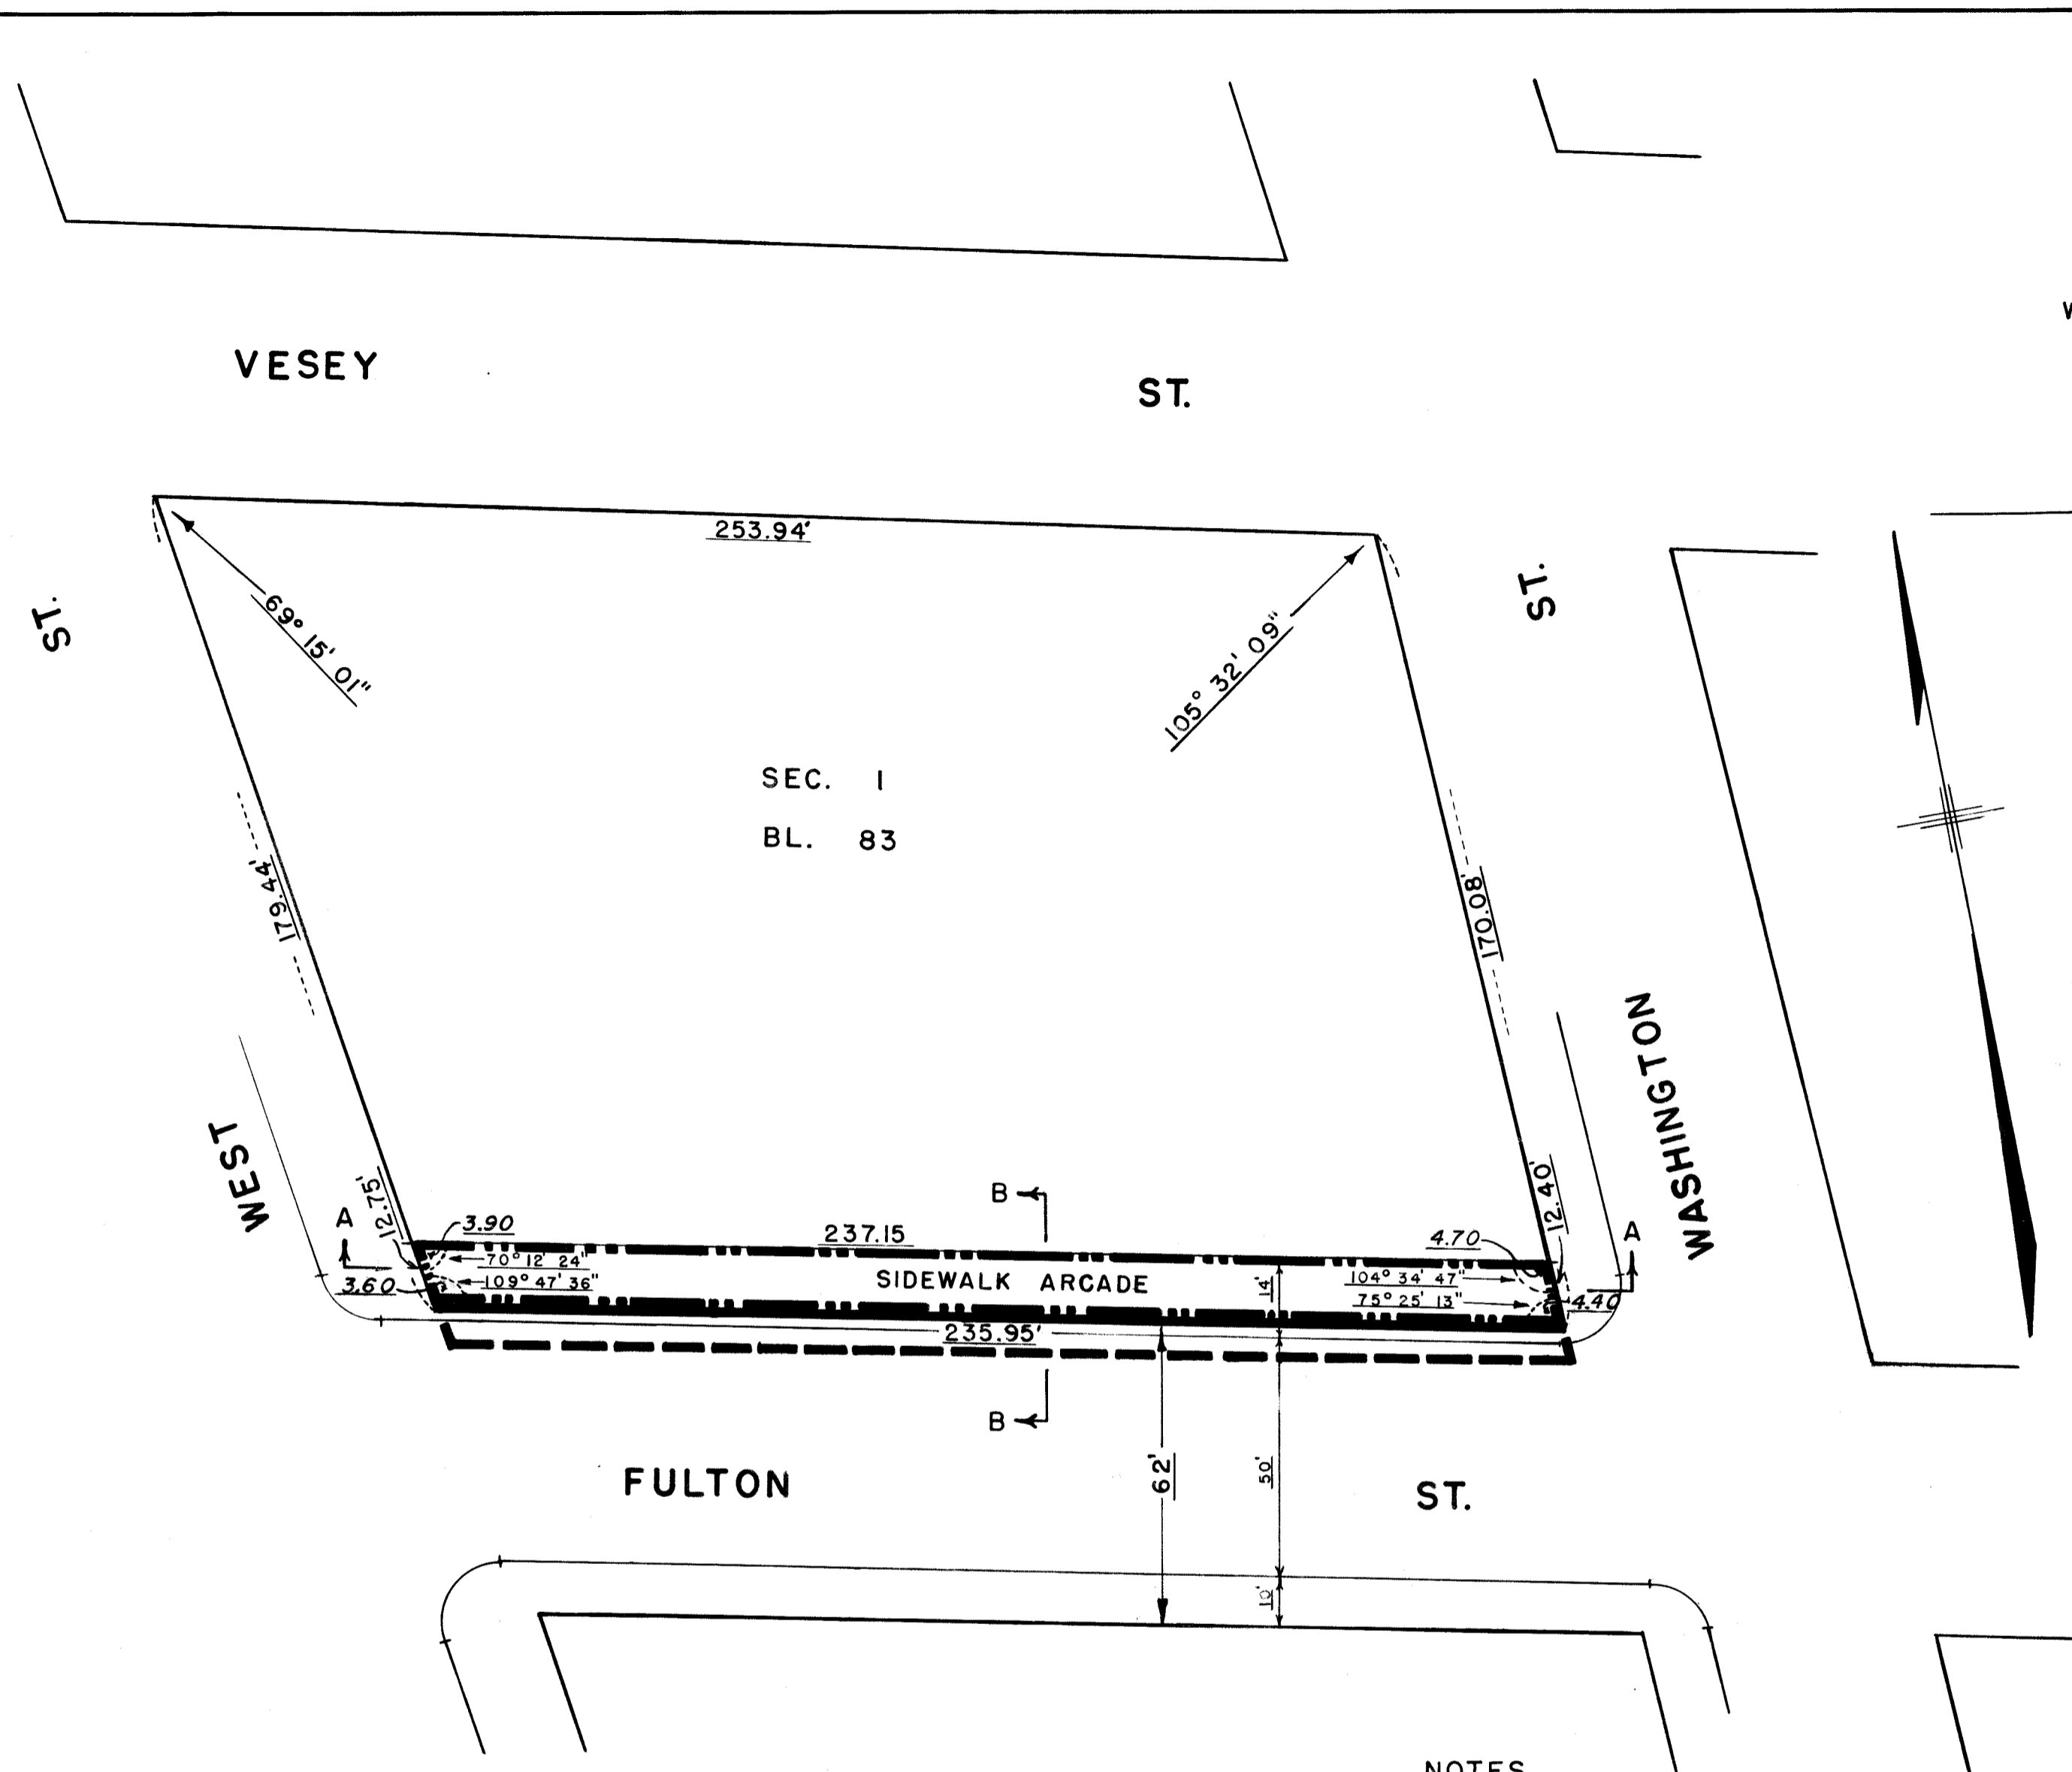 VESEY ST.
253.94'
69° 15' 01"
105° 32' 09"
ST.
ST.
SEC. 1
BL. 83
179.44'
170.08'
WEST
WASHINGTON
12.75'
12.40'
B
A
A
3.90
237.15
4.70
70° 12' 24"
109° 47' 36"
3.60
SIDEWALK ARCADE
14'
104° 34' 47"
75° 25' 13"
4.40
235.95'
B
62'
50'
FULTON ST.
10'
NOTES